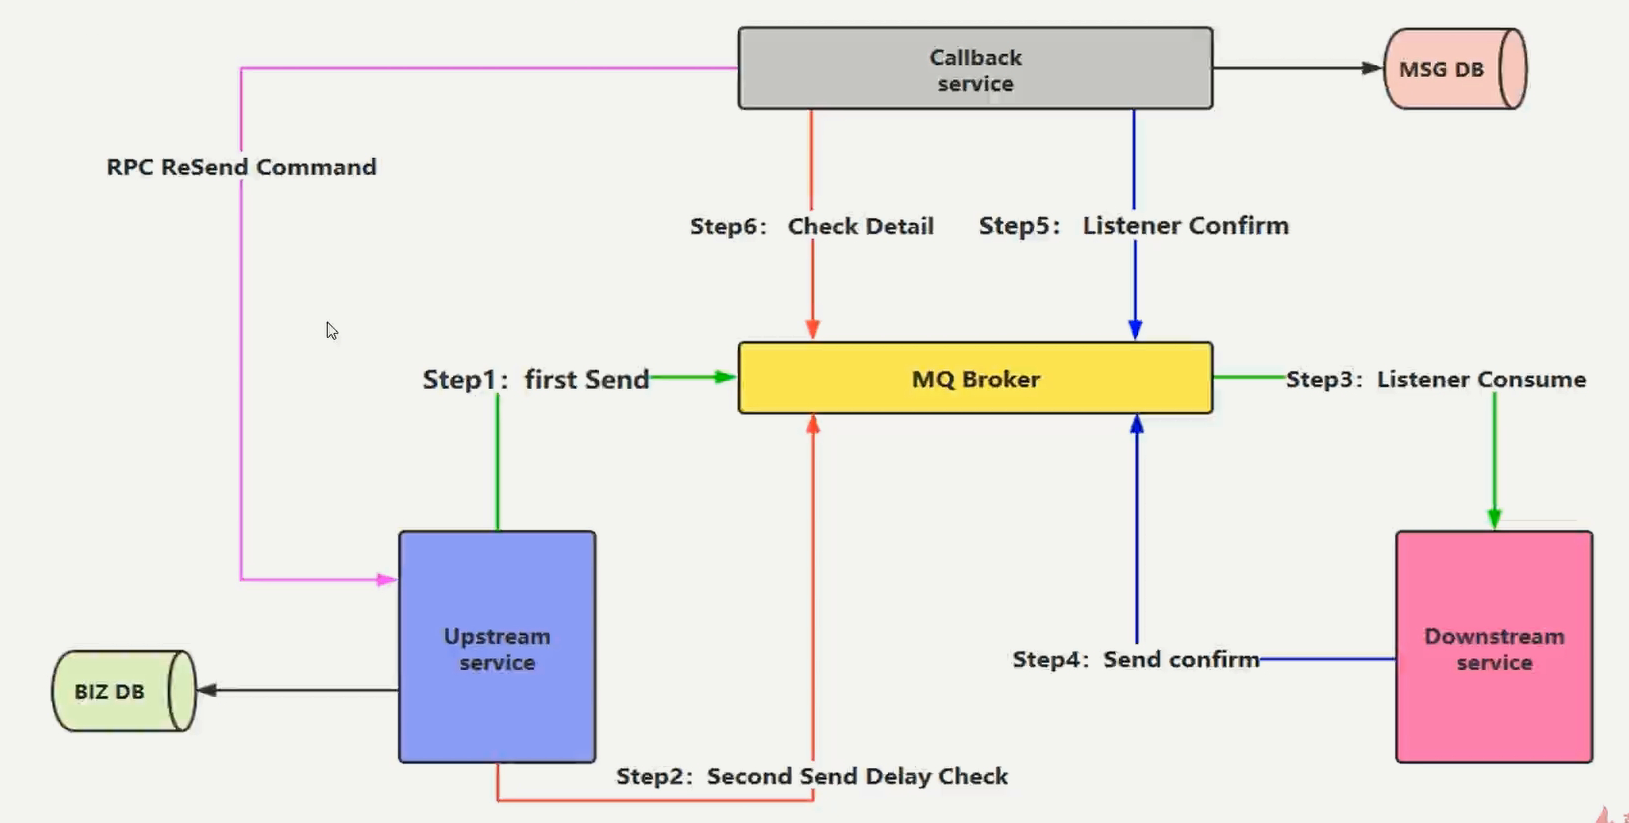 Callback
service
MSG DB
RPC ReSend Command
Step6： Check Detail
Step5： Listener Confirm
Step1：first Send
MQ Broker
Step3：Listener Consume
Upstream
service
Downstream
service
Step4：Send confirm
BIZ DB
Step2：Second Send Delay Check